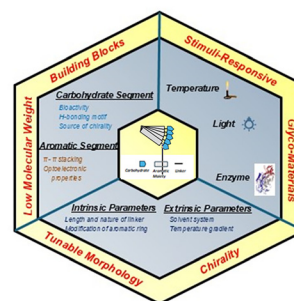 Building Blocks
Stimuli-Responsive
Low Molecular Weight
Glyco-Materials
Tunable Morphology
Chirality
Carbohydrate Segment
Bioactivity
H-bonding motif
Source of chirality
Aromatic Segment
π-π stacking
Optoelectronic
properties
Temperature
Light
Enzyme
Carbohydrate
Linker
Intrinsic Parameters
Length and nature of linker
Modification of aromatic ring
Extrinsic Parameters
Solvent system
Temperature gradient